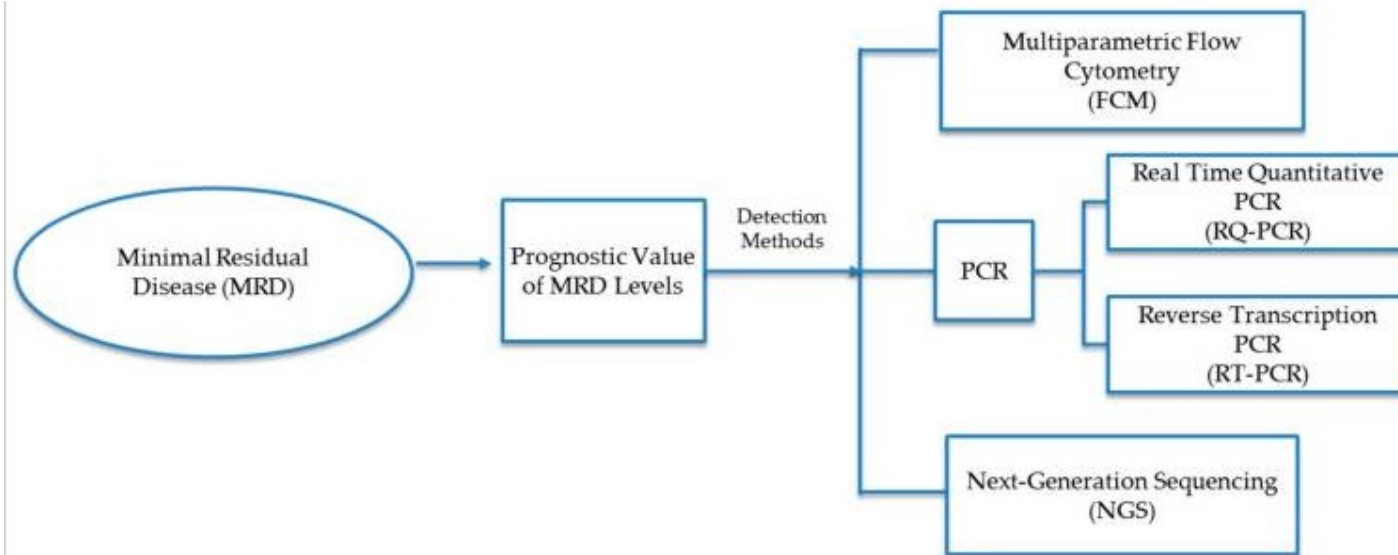 Minimal Residual
Disease (MRD)
Prognostic Value
of MRD Levels
Detection
Methods
Multiparametric Flow
Cytometry
(FCM)
PCR
Real Time Quantitative
PCR
(RQ-PCR)
Reverse Transcription
PCR
(RT-PCR)
Next-Generation Sequencing
(NGS)